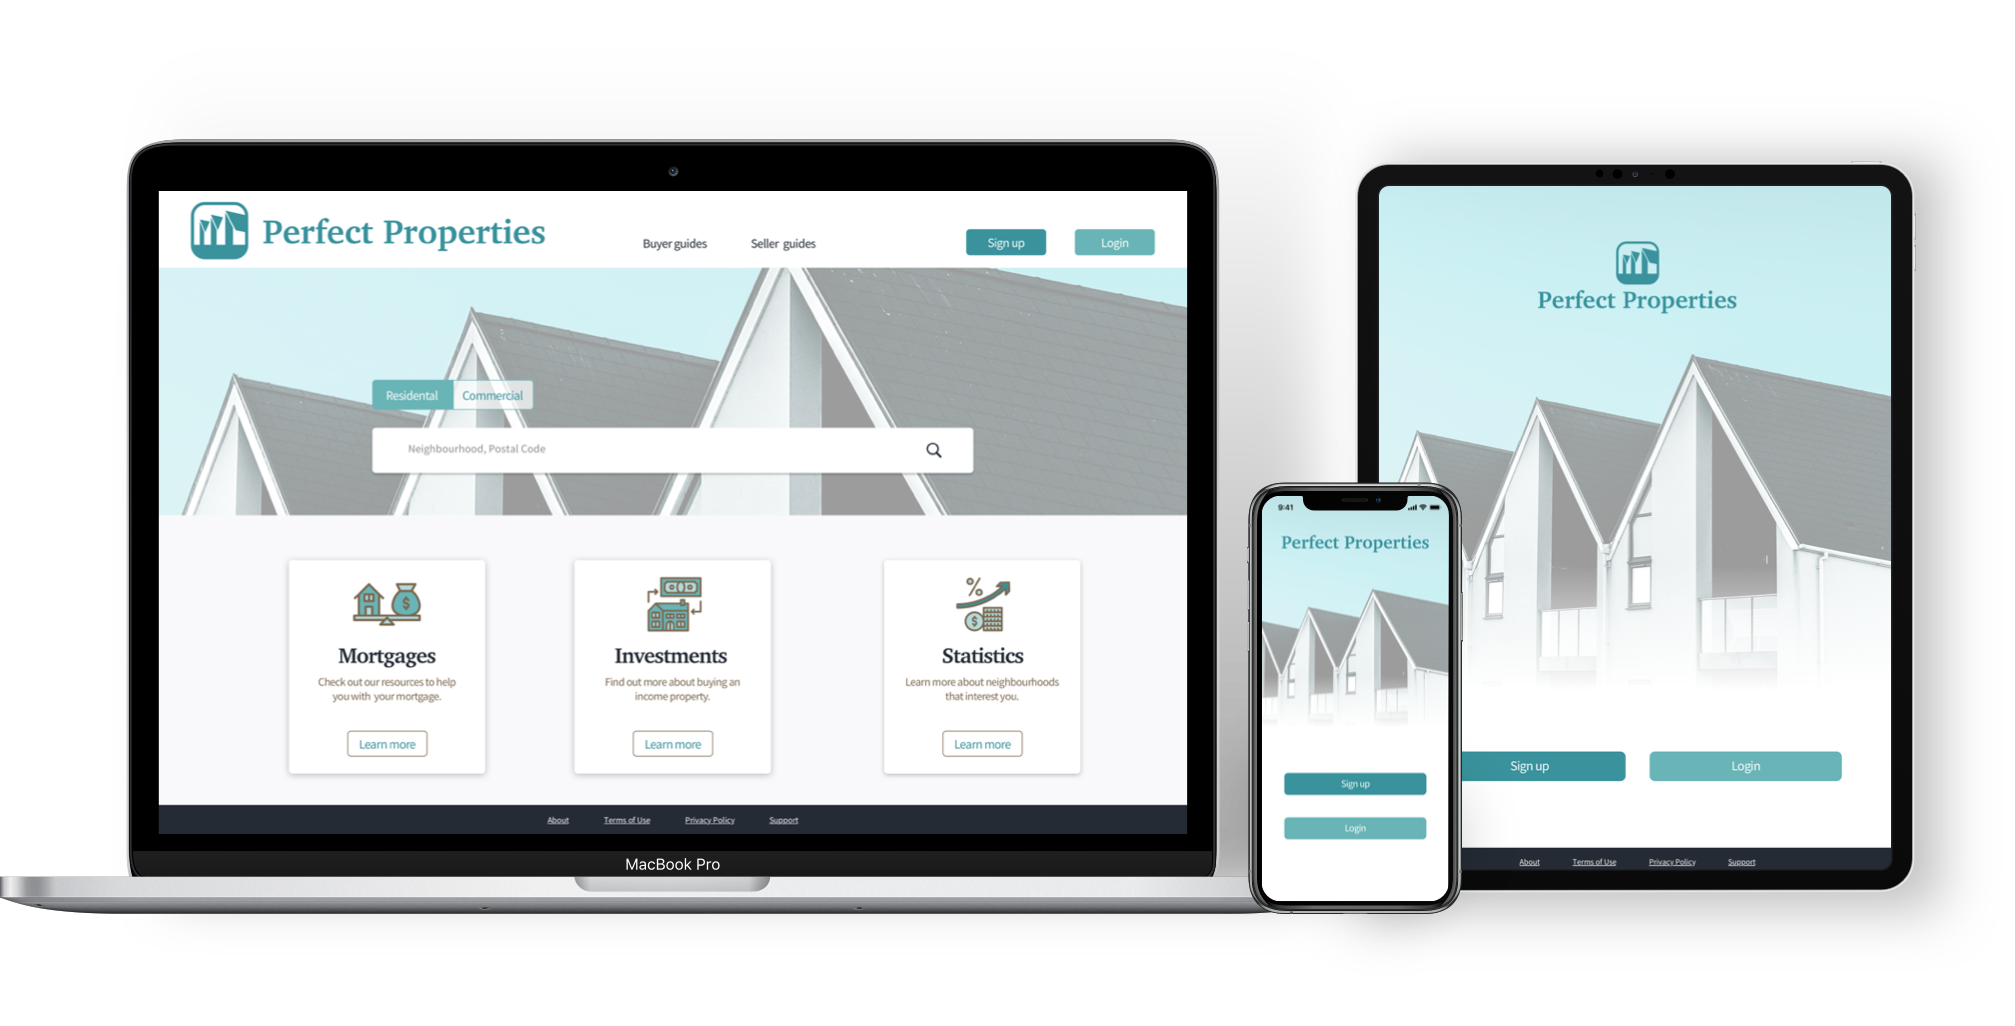 Perfect Properties
Buyer guides
Seller guides
Sign up
Login
Residental
Commercial
Neighbourhood, Postal Code
Mortgages
Check out our resources to help
you with your mortgage.
Learn more
Investments
Find out more about buying an
income property.
Learn more
Statistics
Learn more about neighbourhoods
that interest you.
Learn more
About
Terms of Use
Privacy Policy
Support
MacBook Pro
9:41
Perfect Properties
Sign up
Login
Perfect Properties
Sign up
Login
About
Terms of Use
Privacy Policy
Support